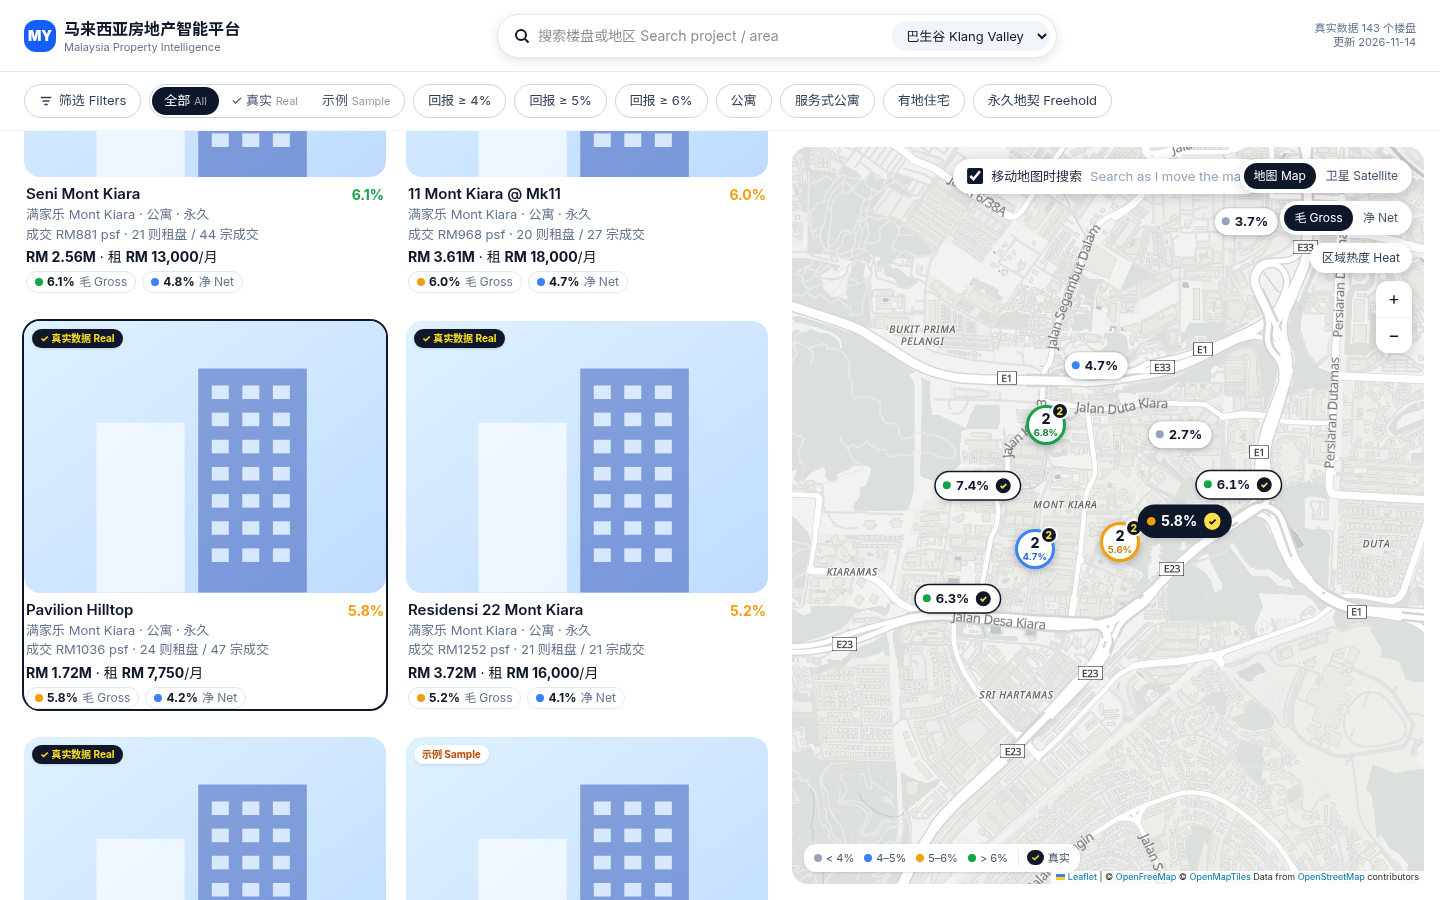 MY
马来西亚房地产智能平台
Malaysia Property Intelligence
搜索楼盘或地区 Search project / area
巴生谷 Klang Valley
真实数据 143 个楼盘
更新 2026-11-14
筛选 Filters
全部 All
✓ 真实 Real
示例 Sample
回报 ≥ 4%
回报 ≥ 5%
回报 ≥ 6%
公寓
服务式公寓
有地住宅
永久地契 Freehold
Seni Mont Kiara 6.1%
满家乐 Mont Kiara · 公寓 · 永久
成交 RM881 psf · 21 则租盘 / 44 宗成交
RM 2.56M · 租 RM 13,000/月
6.1% 毛 Gross 4.8% 净 Net
11 Mont Kiara @ Mk11 6.0%
满家乐 Mont Kiara · 公寓 · 永久
成交 RM968 psf · 20 则租盘 / 27 宗成交
RM 3.61M · 租 RM 18,000/月
6.0% 毛 Gross 4.7% 净 Net
✓ 真实数据 Real
Pavilion Hilltop 5.8%
满家乐 Mont Kiara · 公寓 · 永久
成交 RM1036 psf · 24 则租盘 / 47 宗成交
RM 1.72M · 租 RM 7,750/月
5.8% 毛 Gross 4.2% 净 Net
✓ 真实数据 Real
Residensi 22 Mont Kiara 5.2%
满家乐 Mont Kiara · 公寓 · 永久
成交 RM1252 psf · 21 则租盘 / 21 宗成交
RM 3.72M · 租 RM 16,000/月
5.2% 毛 Gross 4.1% 净 Net
✓ 真实数据 Real
示例 Sample
移动地图时搜索 Search as I move the ma
地图 Map
卫星 Satellite
毛 Gross
净 Net
区域热度 Heat
+
−
3.7%
E33
Jalan Segambut Dalam
Persiaran Dutamas
BUKIT PRIMA
PELANGI
E1
4.7%
E33
E1
2
2
6.8%
Jalan Duta Kiara
2.7%
Persiaran Dutamas
E1
7.4%
6.1%
MONT KIARA
5.8%
2
2
4.7%
2
2
5.6%
DUTA
KIARAMAS
E23
6.3%
E1
Jalan Desa Kiara
E23
E23
SRI HARTAMAS
E23
< 4%
4–5%
5–6%
> 6%
真实
Leaflet | © OpenFreeMap © OpenMapTiles Data from OpenStreetMap contributors